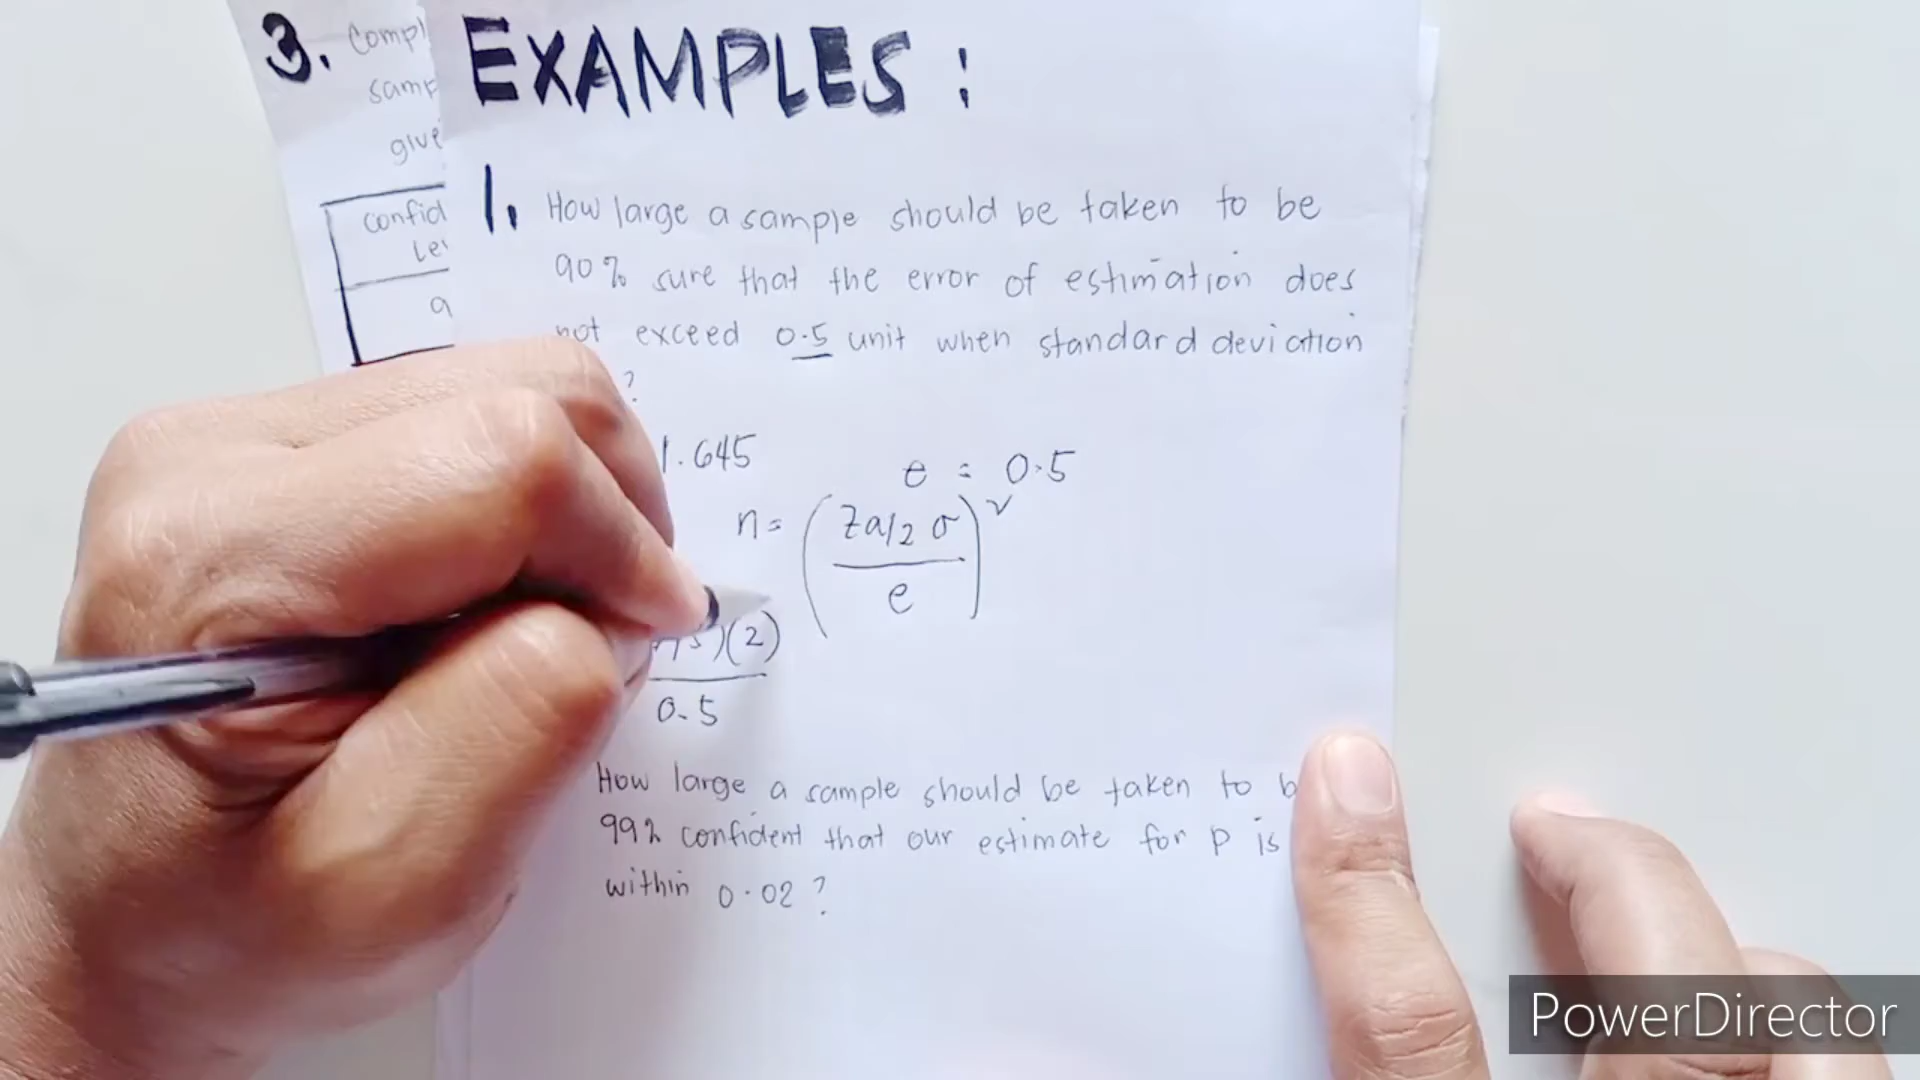 3. Compl
samp
give
confid
Le
EXAMPLES :
1. How large a sample should be taken to be
90% sure that the error of estimation does
not exceed 0.5 unit when standard deviation
?
1.645
e = 0.5
n = (Za/2 σ / e)²
)(2)
0.5
How large a sample should be taken to b
99% confident that our estimate for p is
within 0.02 ?
PowerDirector